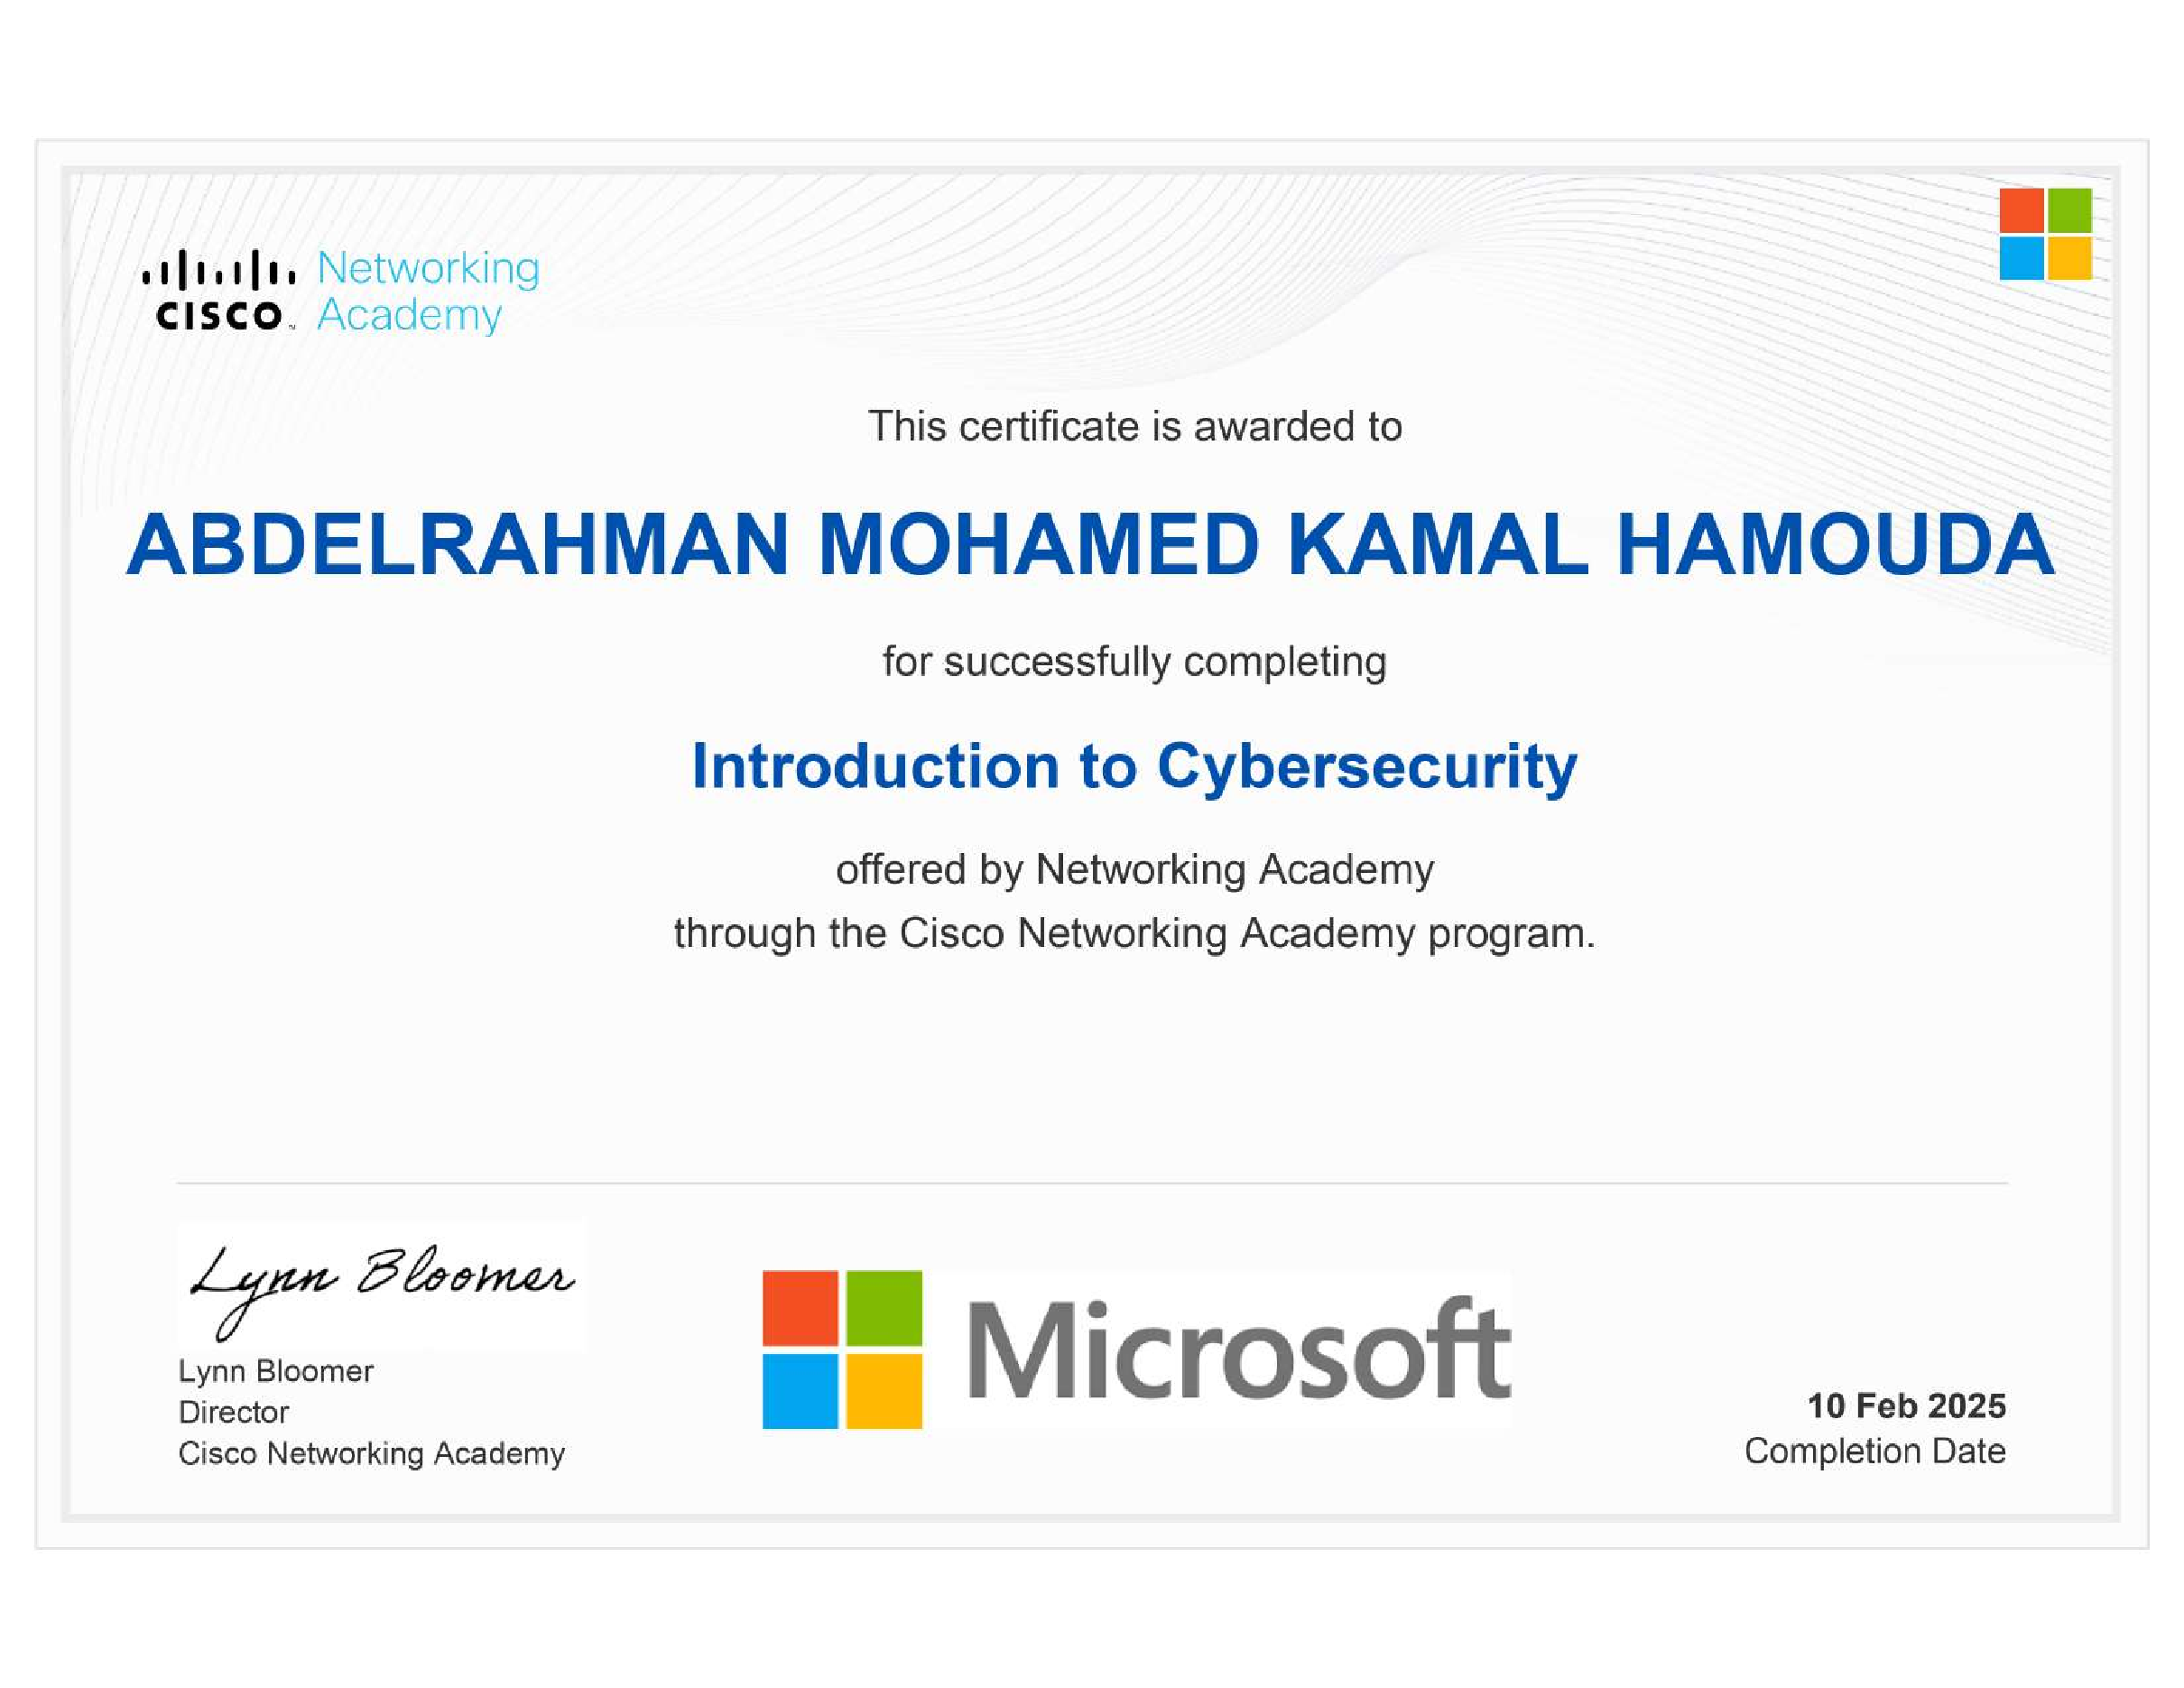 CISCO
Networking
Academy
This certificate is awarded to
ABDELRAHMAN MOHAMED KAMAL HAMOUDA
for successfully completing
Introduction to Cybersecurity
offered by Networking Academy
through the Cisco Networking Academy program.
Lynn Bloomer
Lynn Bloomer
Director
Cisco Networking Academy
Microsoft
10 Feb 2025
Completion Date